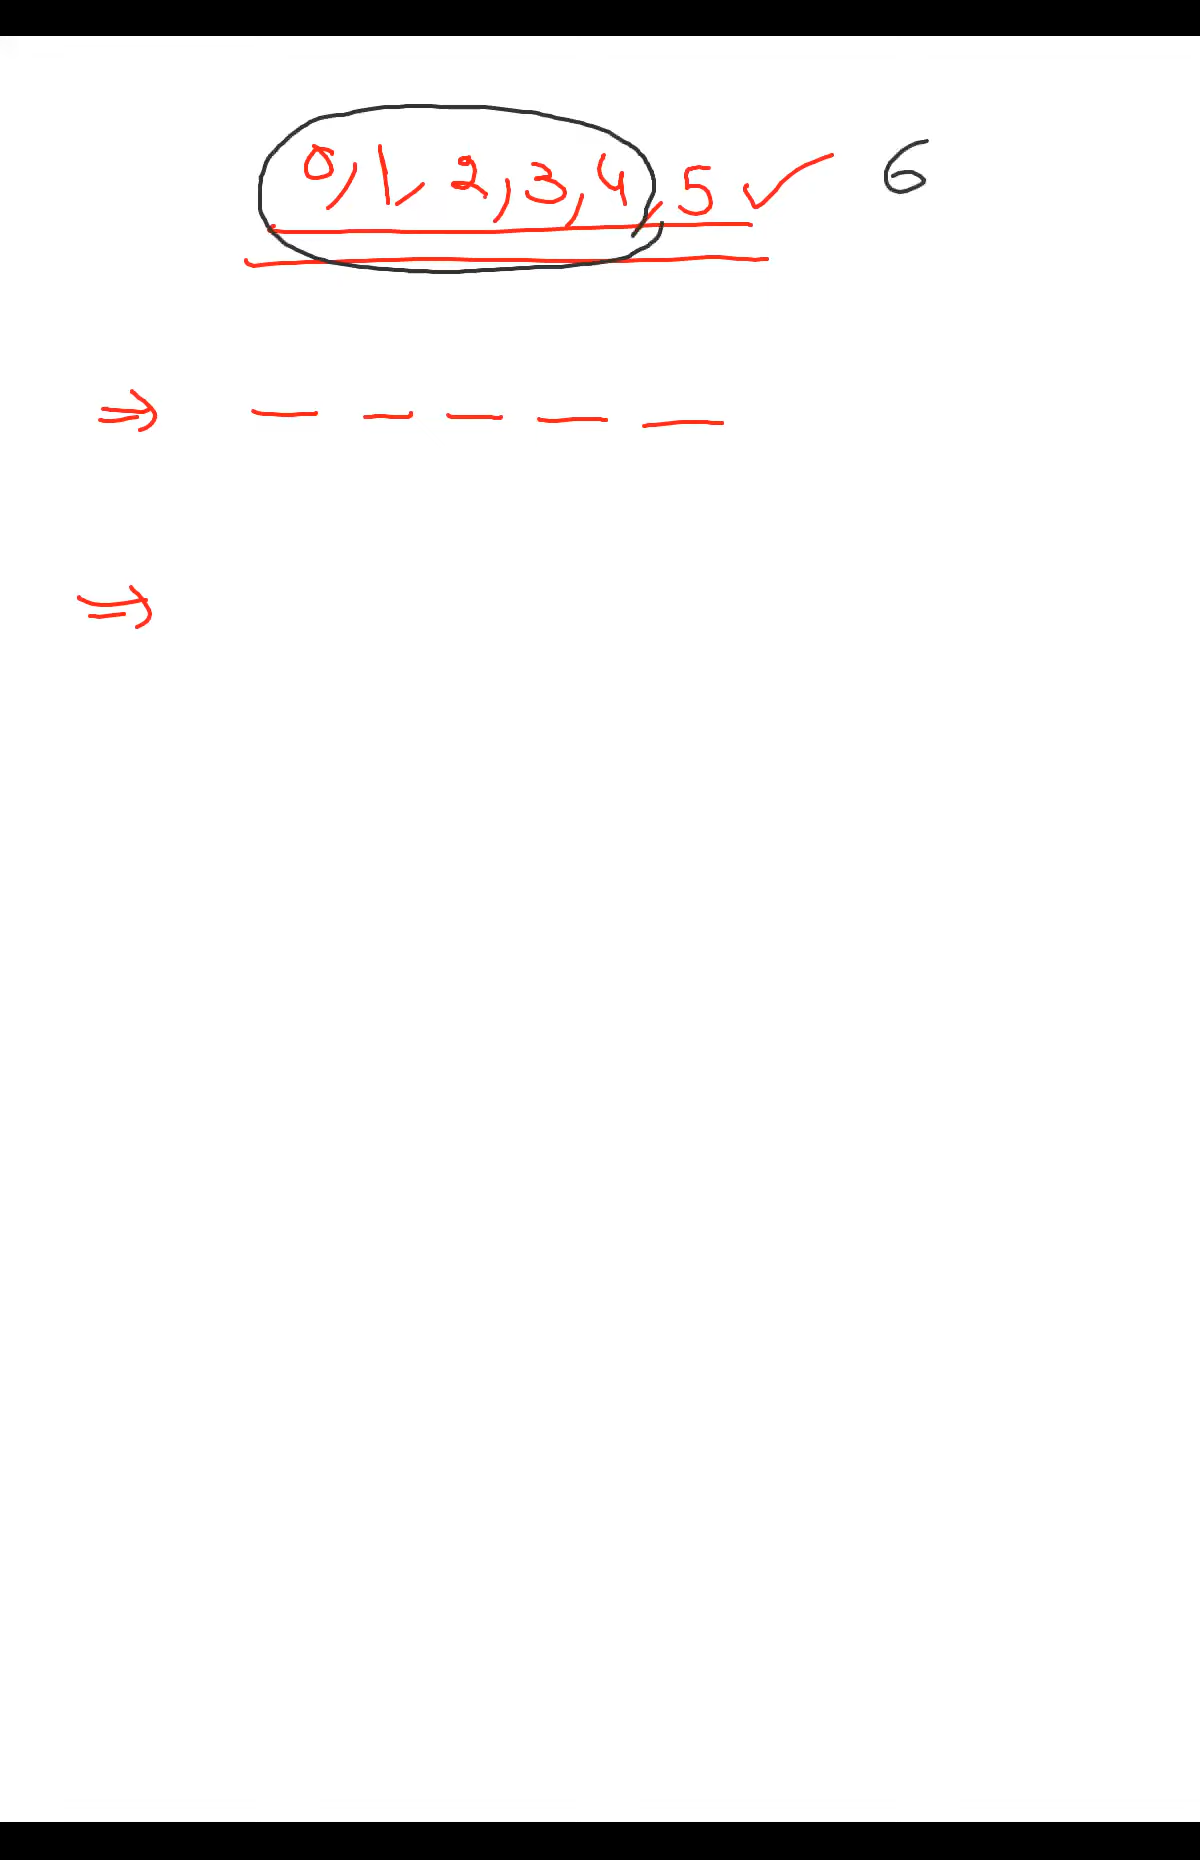 0, 1, 2, 3, 4, 5 ✓ 6
⇒ _ _ _ _ _
⇒